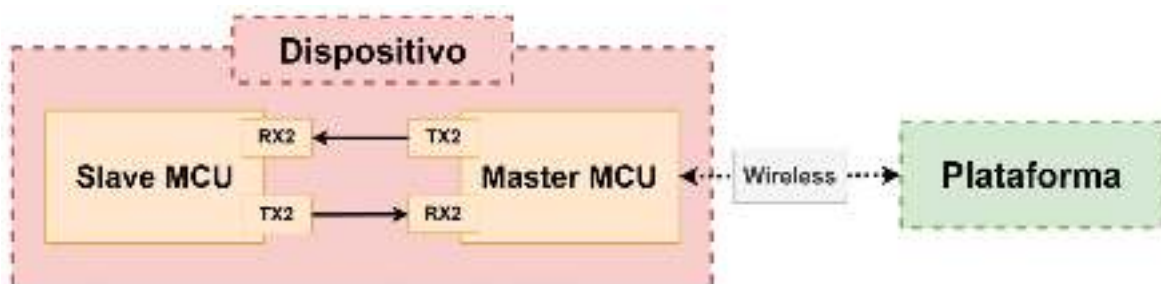 Dispositivo
RX2
TX2
Slave MCU
Master MCU
Wireless
Plataforma
TX2
RX2